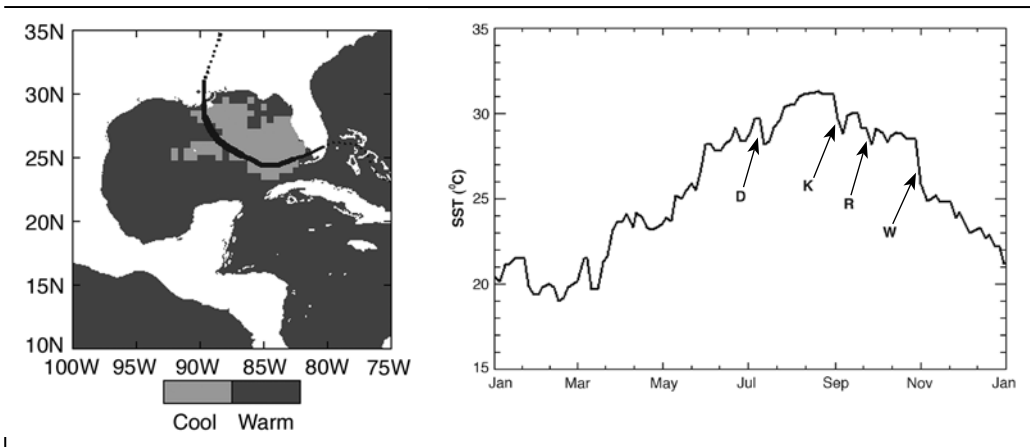 35N
30N
25N
20N
15N
10N
100W 95W 90W 85W 80W 75W
Cool Warm
SST (°C)
35
30
25
20
15
D
K
R
W
Jan Mar May Jul Sep Nov Jan